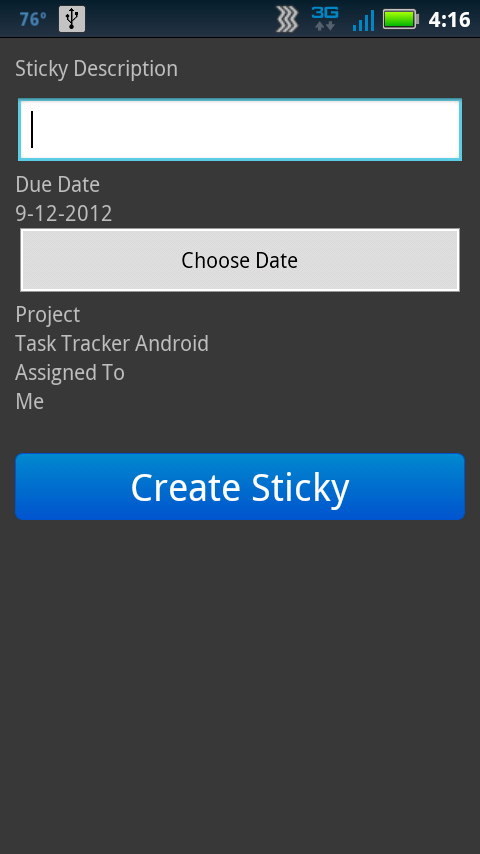 76° 3G 4:16
Sticky Description
Due Date
9-12-2012
Choose Date
Project
Task Tracker Android
Assigned To
Me
Create Sticky